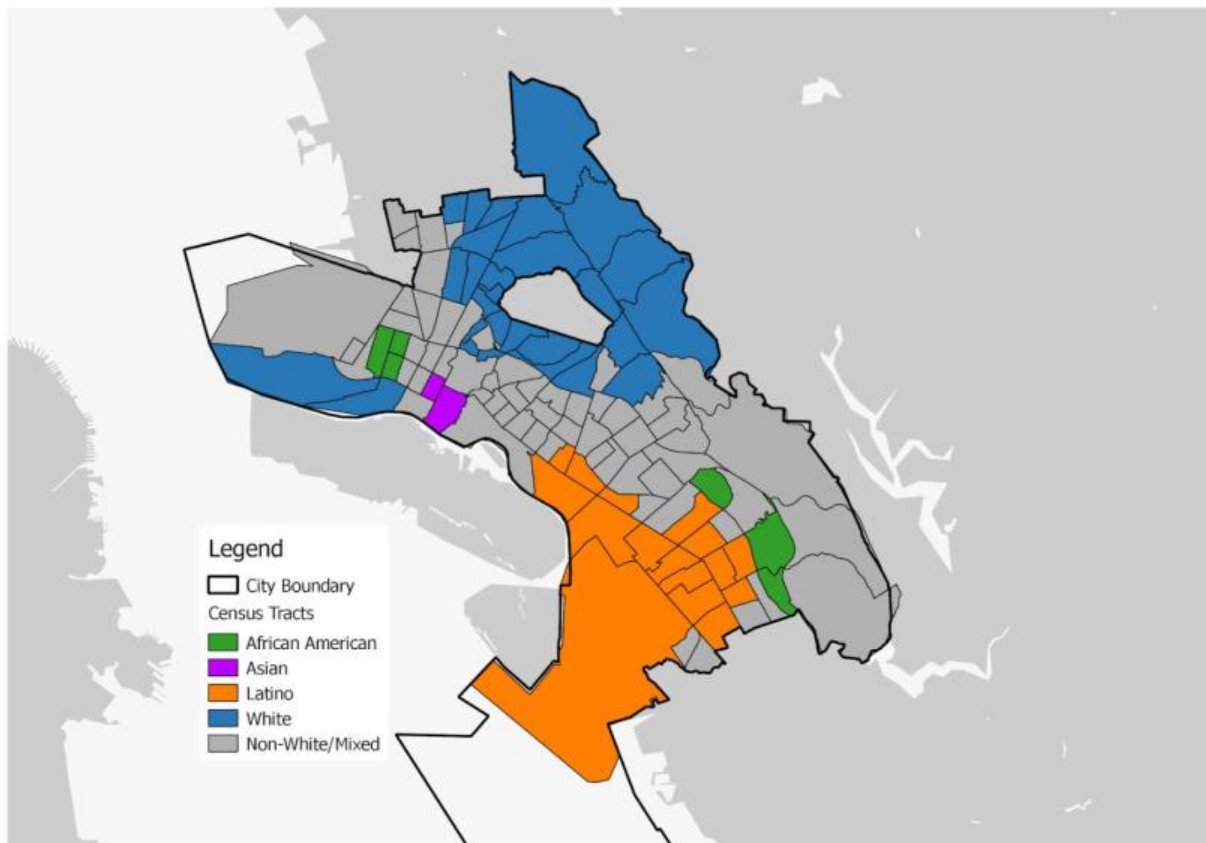 Legend
City Boundary
Census Tracts
African American
Asian
Latino
White
Non-White/Mixed